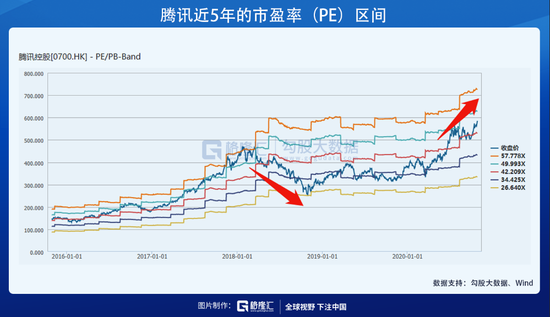 腾讯近5年的市盈率（PE）区间
腾讯控股[0700.HK] - PE/PB-Band
800.000
700.000
600.000
500.000
400.000
300.000
200.000
100.000
0.000
2016-01-01
2017-01-01
2018-01-01
2019-01-01
2020-01-01
格隆汇 勾股大数据
收盘价
57.778X
49.993X
42.209X
34.425X
26.640X
数据支持：勾股大数据、Wind
图片制作：格隆汇 全球视野 下注中国